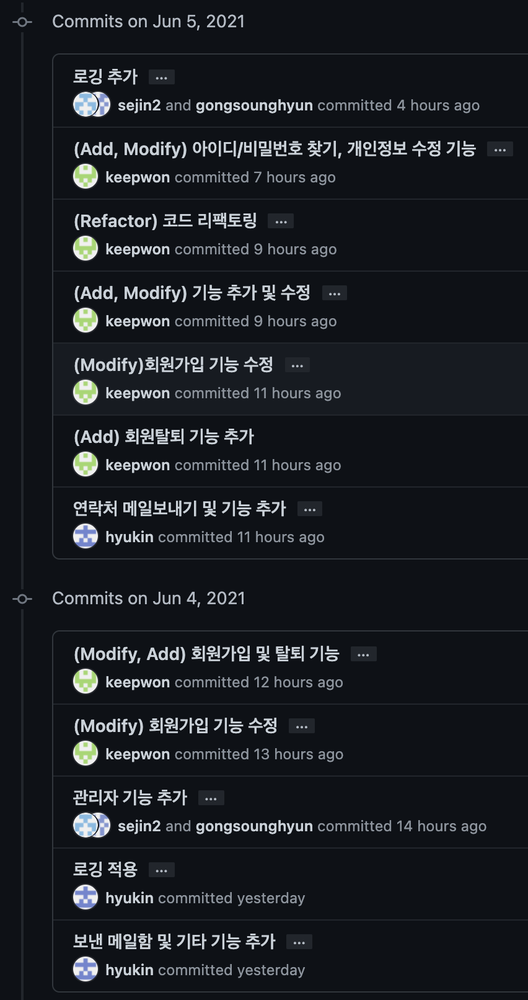 Commits on Jun 5, 2021
로깅 추가 ...
sejin2 and gongsounghyun committed 4 hours ago
(Add, Modify) 아이디/비밀번호 찾기, 개인정보 수정 기능 ...
keepwon committed 7 hours ago
(Refactor) 코드 리팩토링 ...
keepwon committed 9 hours ago
(Add, Modify) 기능 추가 및 수정 ...
keepwon committed 9 hours ago
(Modify)회원가입 기능 수정 ...
keepwon committed 11 hours ago
(Add) 회원탈퇴 기능 추가
keepwon committed 11 hours ago
연락처 메일보내기 및 기능 추가 ...
hyukin committed 11 hours ago
Commits on Jun 4, 2021
(Modify, Add) 회원가입 및 탈퇴 기능 ...
keepwon committed 12 hours ago
(Modify) 회원가입 기능 수정 ...
keepwon committed 13 hours ago
관리자 기능 추가 ...
sejin2 and gongsounghyun committed 14 hours ago
로깅 적용 ...
hyukin committed yesterday
보낸 메일함 및 기타 기능 추가 ...
hyukin committed yesterday